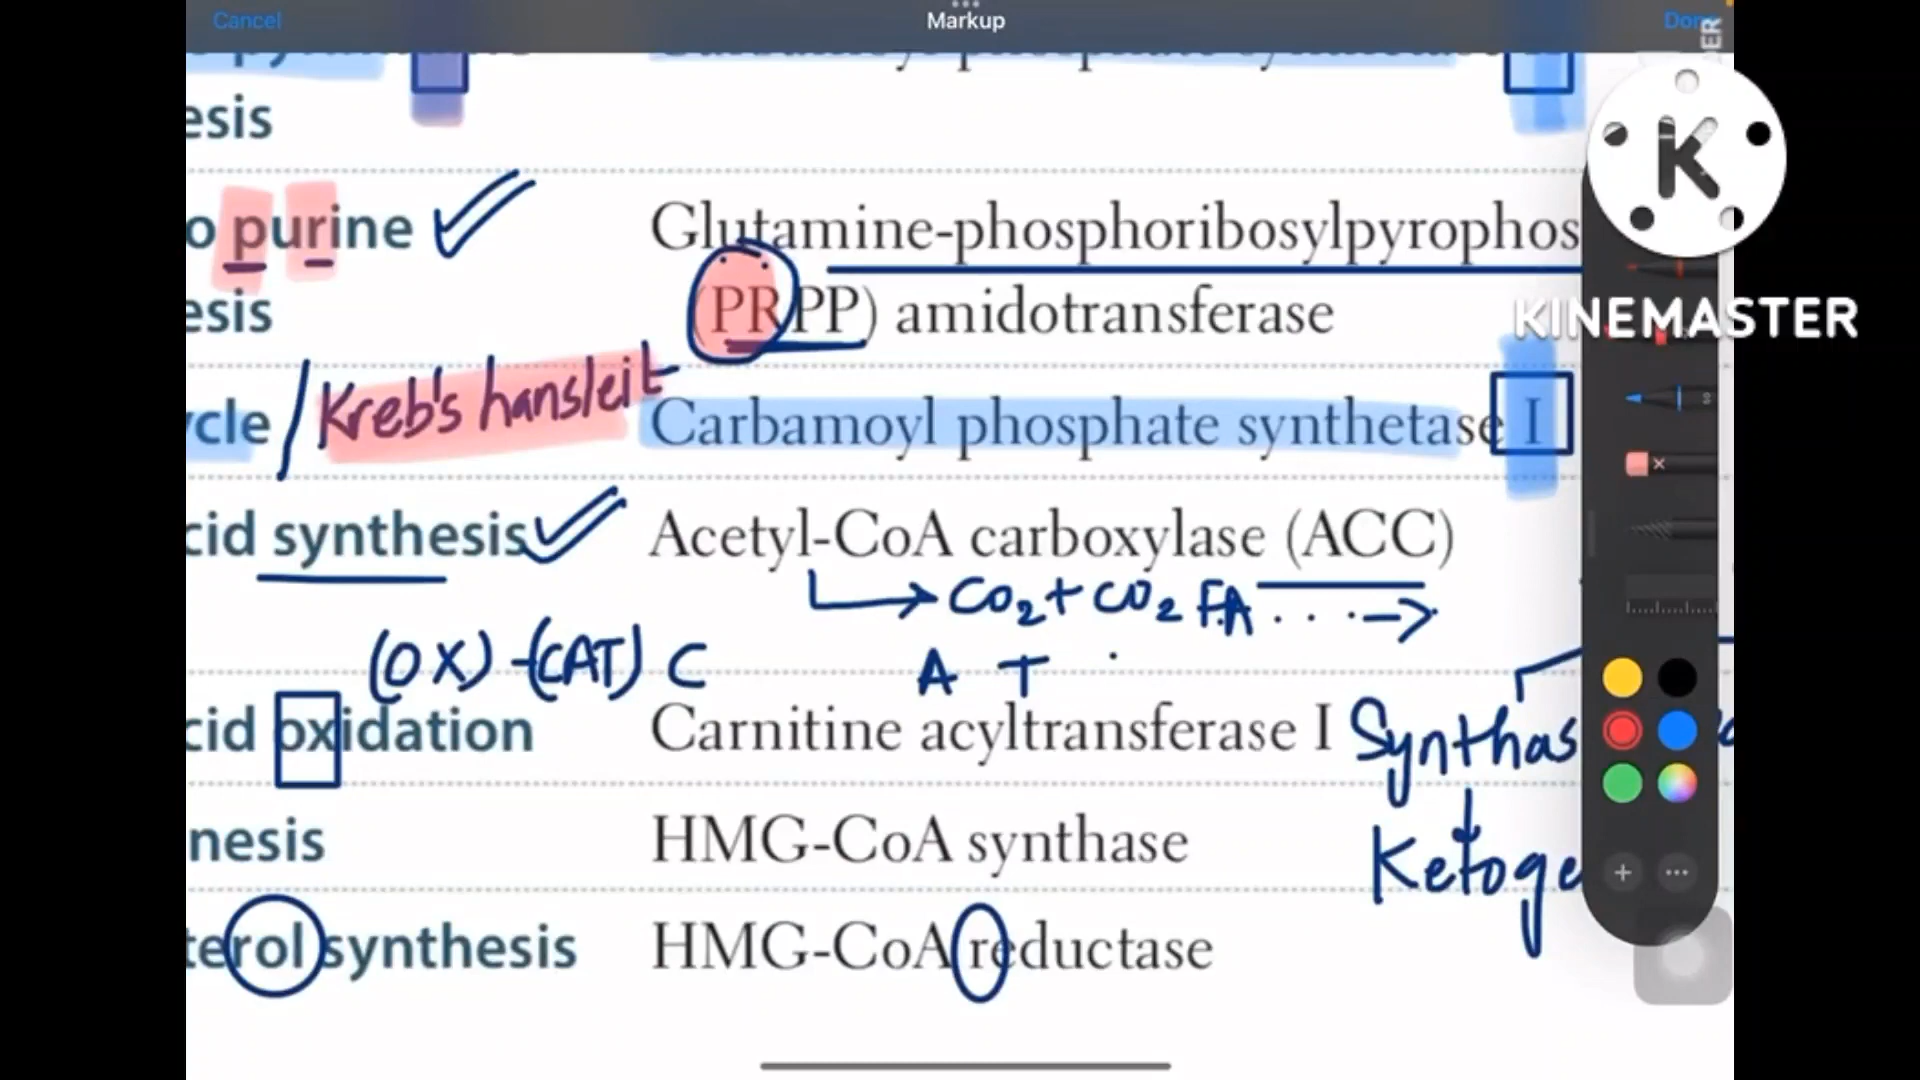 Cancel
Markup
esis
o purine
Glutamine-phosphoribosylpyrophos
esis
(PRPP) amidotransferase
KINEMASTER
K
cle
Kreb's hansleit
Carbamoyl phosphate synthetase I
cid synthesis
Acetyl-CoA carboxylase (ACC)
CO2 + CO2 F.A
(OX) - (CAT) C
A T
cid oxidation
Carnitine acyltransferase I
Synthas
nesis
HMG-CoA synthase
Ketoge
terol synthesis
HMG-CoA reductase